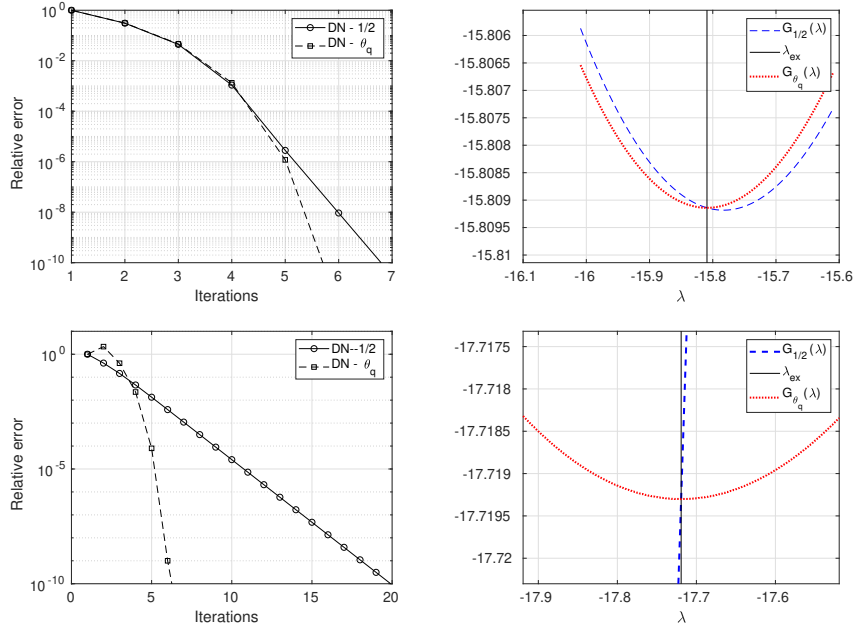 10^0
10^-2
10^-4
10^-6
10^-8
10^-10
Relative error
1 2 3 4 5 6 7
Iterations
DN - 1/2
DN - θ_q
-15.806
-15.8065
-15.807
-15.8075
-15.808
-15.8085
-15.809
-15.8095
-15.81
-16.1 -16 -15.9 -15.8 -15.7 -15.6
λ
G_1/2(λ)
λ_ex
G_θ_q(λ)
10^0
10^-5
10^-10
Relative error
0 5 10 15 20
Iterations
DN--1/2
DN - θ_q
-17.7175
-17.718
-17.7185
-17.719
-17.7195
-17.72
-17.9 -17.8 -17.7 -17.6
λ
G_1/2(λ)
λ_ex
G_θ_q(λ)